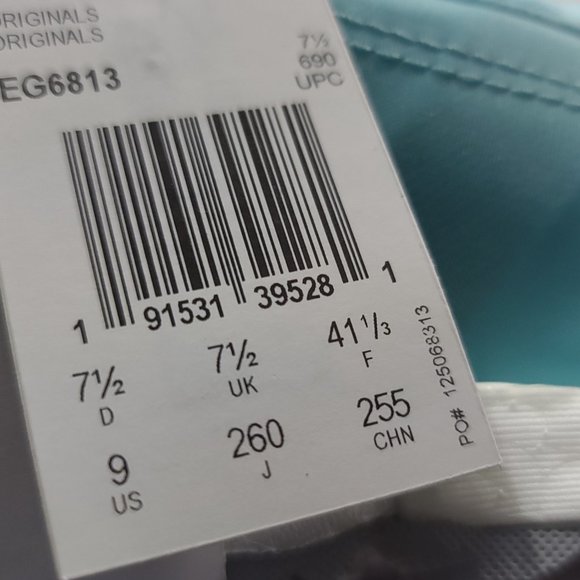 ORIGINALS
ORIGINALS
EG6813
7½
690
UPC
1 91531 39528 1
7½ 7½ 41⅓
D UK F
9 260 255
US J CHN
PO# 125068313